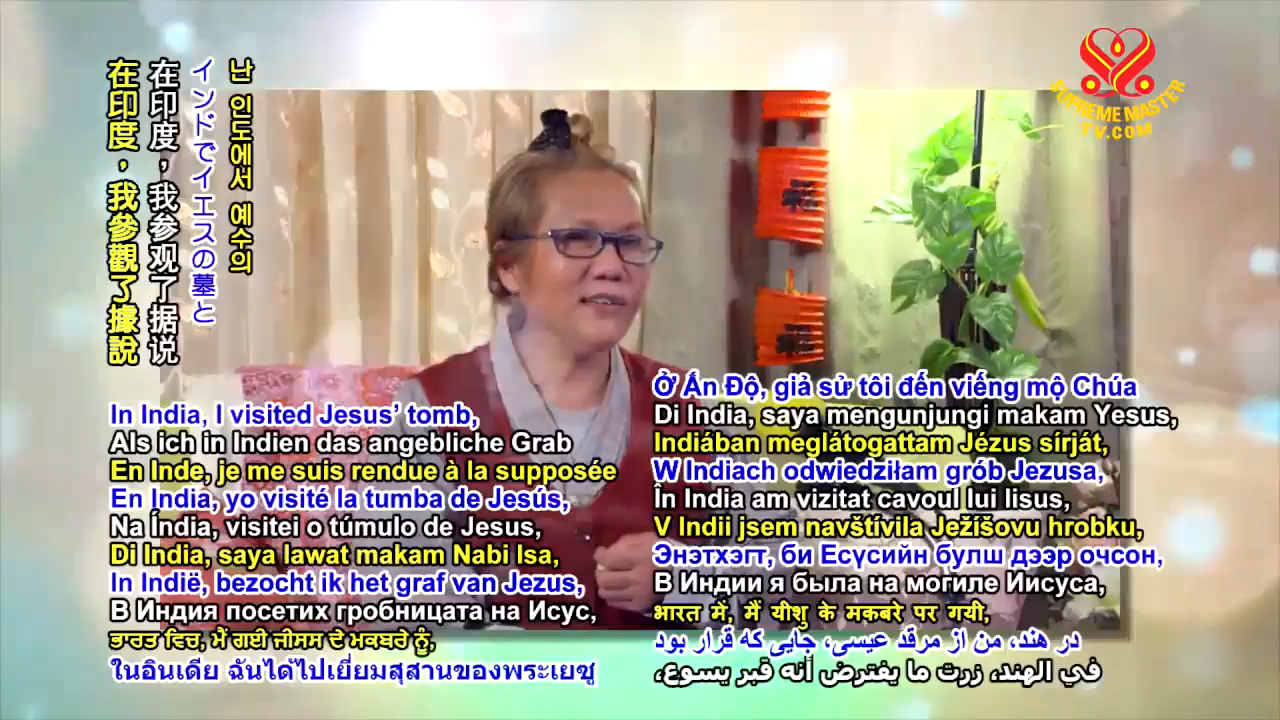 SUPREME MASTER
TV.COM
난 인도에서 예수의
インドでイエスの墓と
在印度，我参观了据说
在印度，我參觀了據說
In India, I visited Jesus’ tomb,
Als ich in Indien das angebliche Grab
En Inde, je me suis rendue à la supposée
En India, yo visité la tumba de Jesús,
Na Índia, visitei o túmulo de Jesus,
Di India, saya lawat makam Nabi Isa,
In Indië, bezocht ik het graf van Jezus,
В Индия посетих гробницата на Исус,
ਭਾਰਤ ਵਿਚ, ਮੈਂ ਗਈ ਜੀਸਸ ਦੇ ਮਕਬਰੇ ਨੂੰ,
ในอินเดีย ฉันได้ไปเยี่ยมสุสานของพระเยซู
Ở Ấn Độ, giả sử tôi đến viếng mộ Chúa
Di India, saya mengunjungi makam Yesus,
Indiában meglátogattam Jézus sírját,
W Indiach odwiedziłam grób Jezusa,
În India am vizitat cavoul lui Iisus,
V Indii jsem navštívila Ježíšovu hrobku,
Энэтхэгт, би Есүсийн булш дээр очсон,
В Индии я была на могиле Иисуса,
भारत में, मैं यीशु के मकबरे पर गयी,
در هند، من از مرقد عیسی، جایی که قرار بود
في الهند، زرت ما يفترض أنه قبر يسوع،